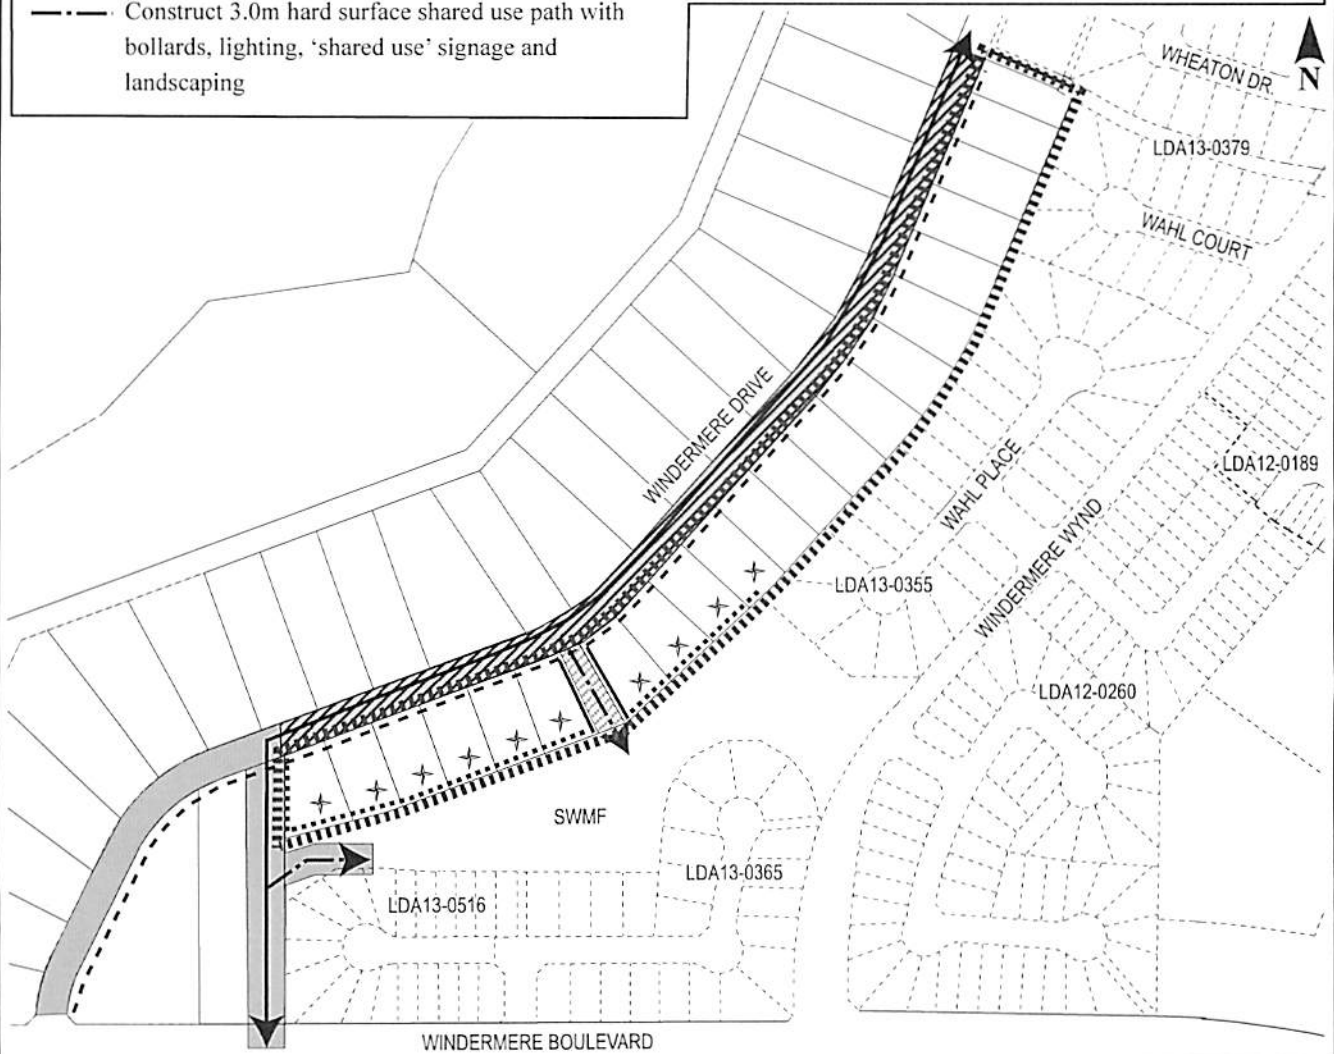 Construct 3.0m hard surface shared use path with
bollards, lighting, ‘shared use’ signage and
landscaping
N
WHEATON DR.
LDA13-0379
WAHL COURT
WINDERMERE DRIVE
WAHL PLACE
LDA12-0189
WINDERMERE WYND
LDA13-0355
LDA12-0260
SWMF
LDA13-0365
LDA13-0516
WINDERMERE BOULEVARD